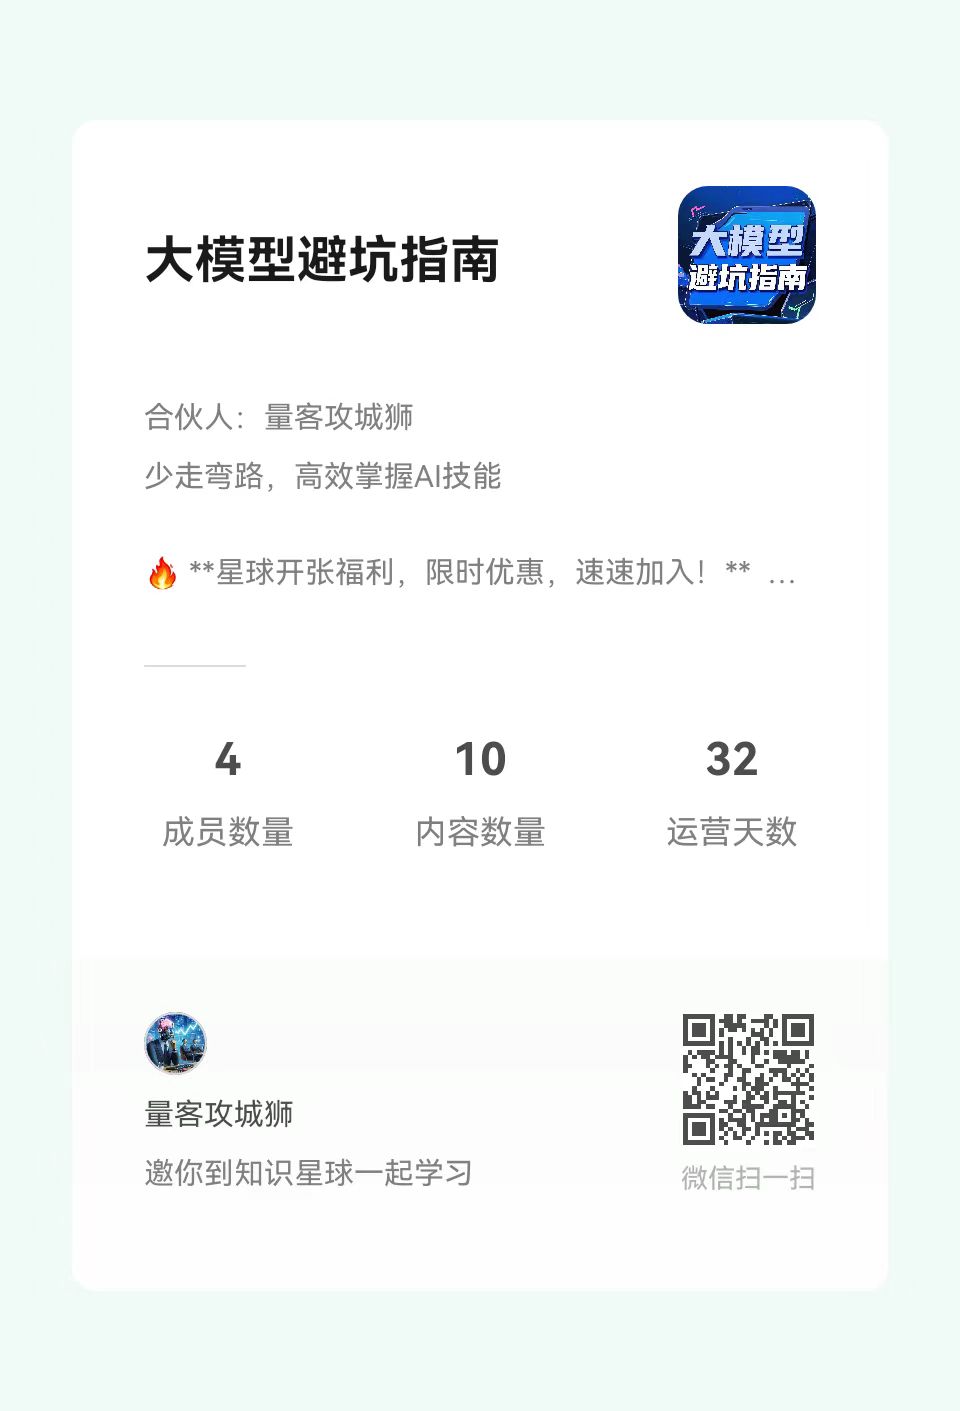 大模型避坑指南
大模型
避坑指南
合伙人：量客攻城狮
少走弯路，高效掌握AI技能
🔥 **星球开张福利，限时优惠，速速加入！** …
4
10
32
成员数量
内容数量
运营天数
量客攻城狮
邀你到知识星球一起学习
微信扫一扫